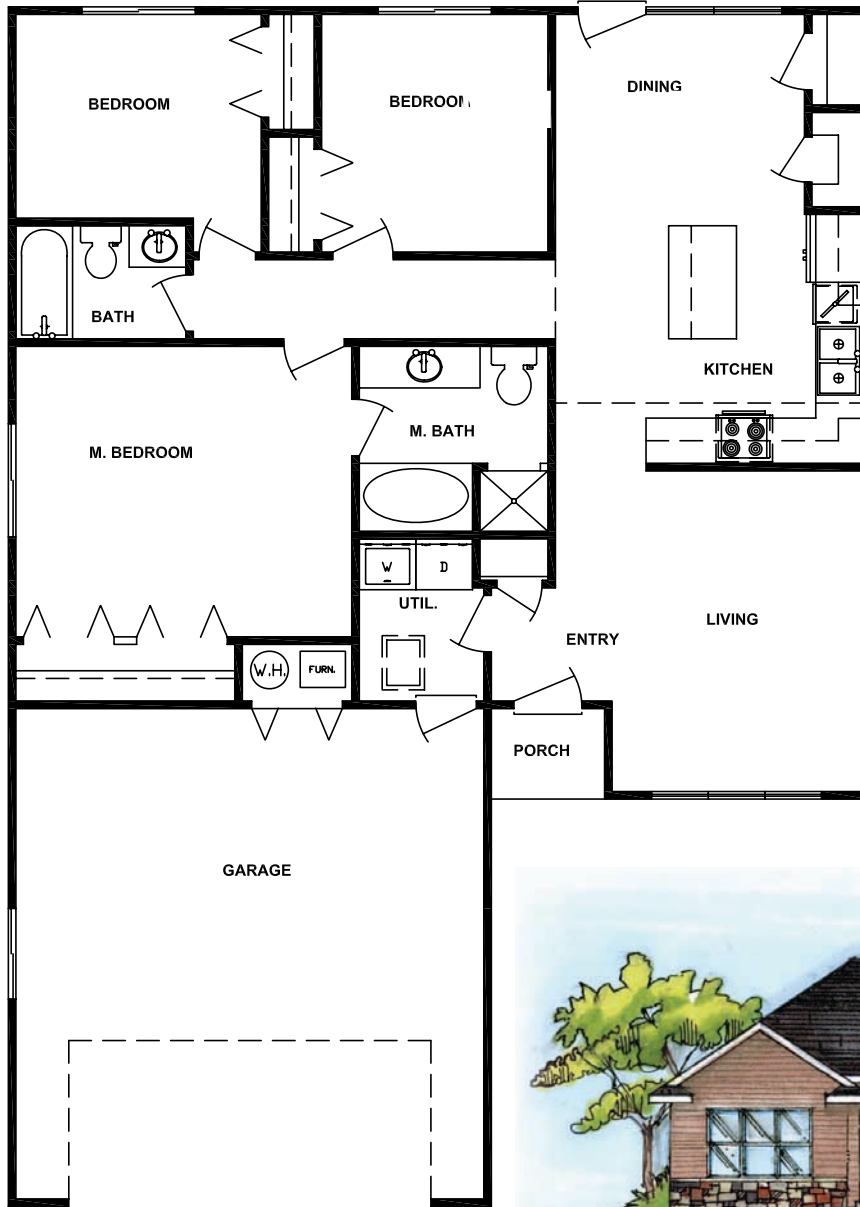 BEDROOM
BEDROOM
DINING
BATH
KITCHEN
M. BATH
M. BEDROOM
W
D
UTIL.
LIVING
ENTRY
W.H.
FURN.
PORCH
GARAGE